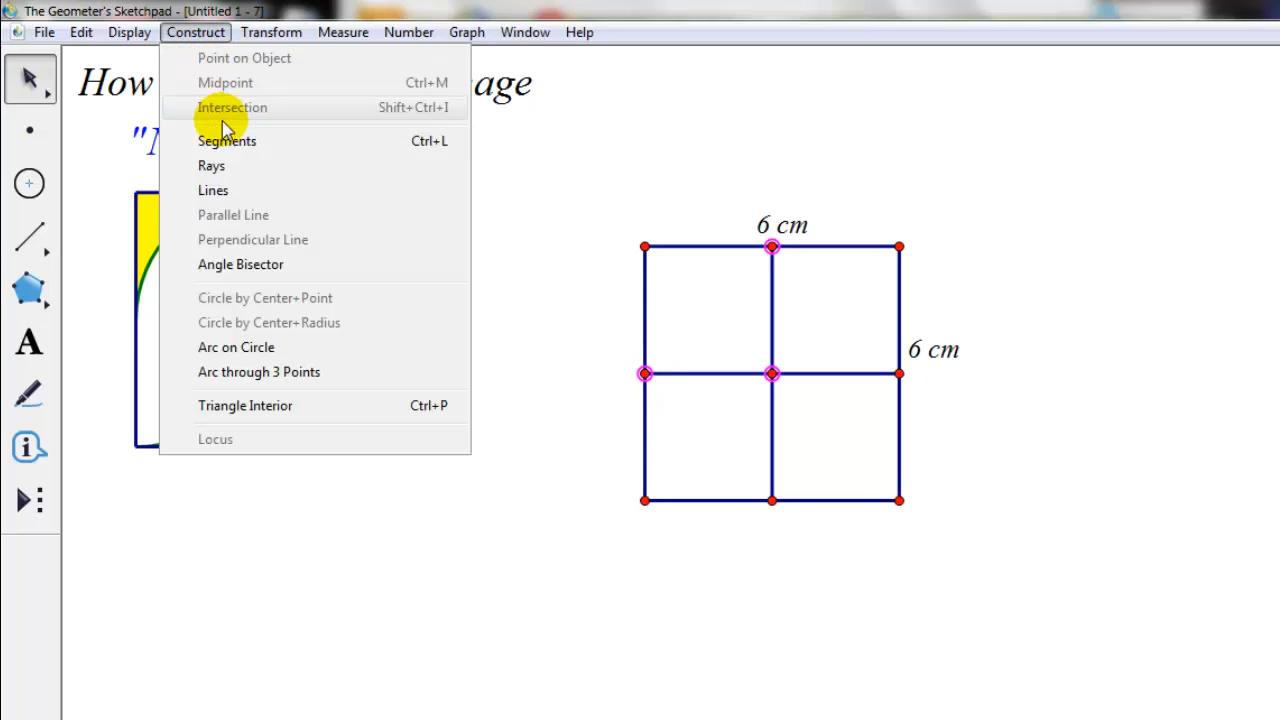 The Geometer's Sketchpad - [Untitled 1 - 7]
File Edit Display Construct Transform Measure Number Graph Window Help
How age
"
Point on Object
Midpoint Ctrl+M
Intersection Shift+Ctrl+I
Segments Ctrl+L
Rays
Lines
Parallel Line
Perpendicular Line
Angle Bisector
Circle by Center+Point
Circle by Center+Radius
Arc on Circle
Arc through 3 Points
Triangle Interior Ctrl+P
Locus
A
i
6 cm
6 cm